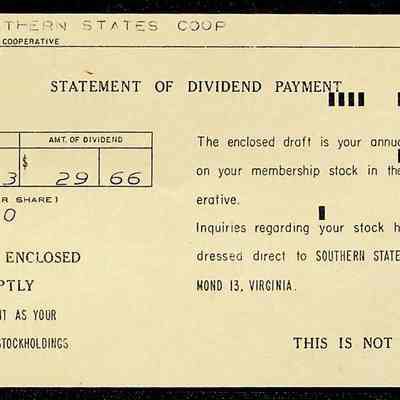 THERN STATES COOP
COOPERATIVE
STATEMENT OF DIVIDEND PAYMENT
AMT. OF DIVIDEND
3 $ 29 66
R SHARE)
0
The enclosed draft is your annu
on your membership stock in the
erative.
Inquiries regarding your stock h
dressed direct to SOUTHERN STATE
MOND 13, VIRGINIA.
ENCLOSED
PTLY
NT AS YOUR
STOCKHOLDINGS
THIS IS NOT